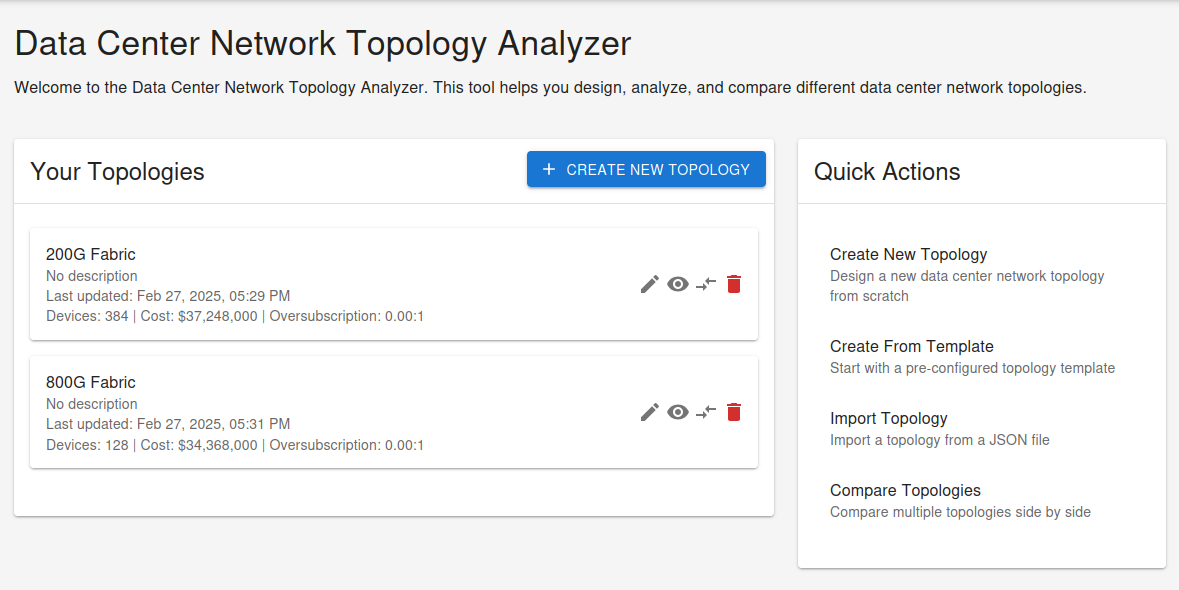 Data Center Network Topology Analyzer
Welcome to the Data Center Network Topology Analyzer. This tool helps you design, analyze, and compare different data center network topologies.
Your Topologies
+ CREATE NEW TOPOLOGY
200G Fabric
No description
Last updated: Feb 27, 2025, 05:29 PM
Devices: 384 | Cost: $37,248,000 | Oversubscription: 0.00:1
800G Fabric
No description
Last updated: Feb 27, 2025, 05:31 PM
Devices: 128 | Cost: $34,368,000 | Oversubscription: 0.00:1
Quick Actions
Create New Topology
Design a new data center network topology
from scratch
Create From Template
Start with a pre-configured topology template
Import Topology
Import a topology from a JSON file
Compare Topologies
Compare multiple topologies side by side